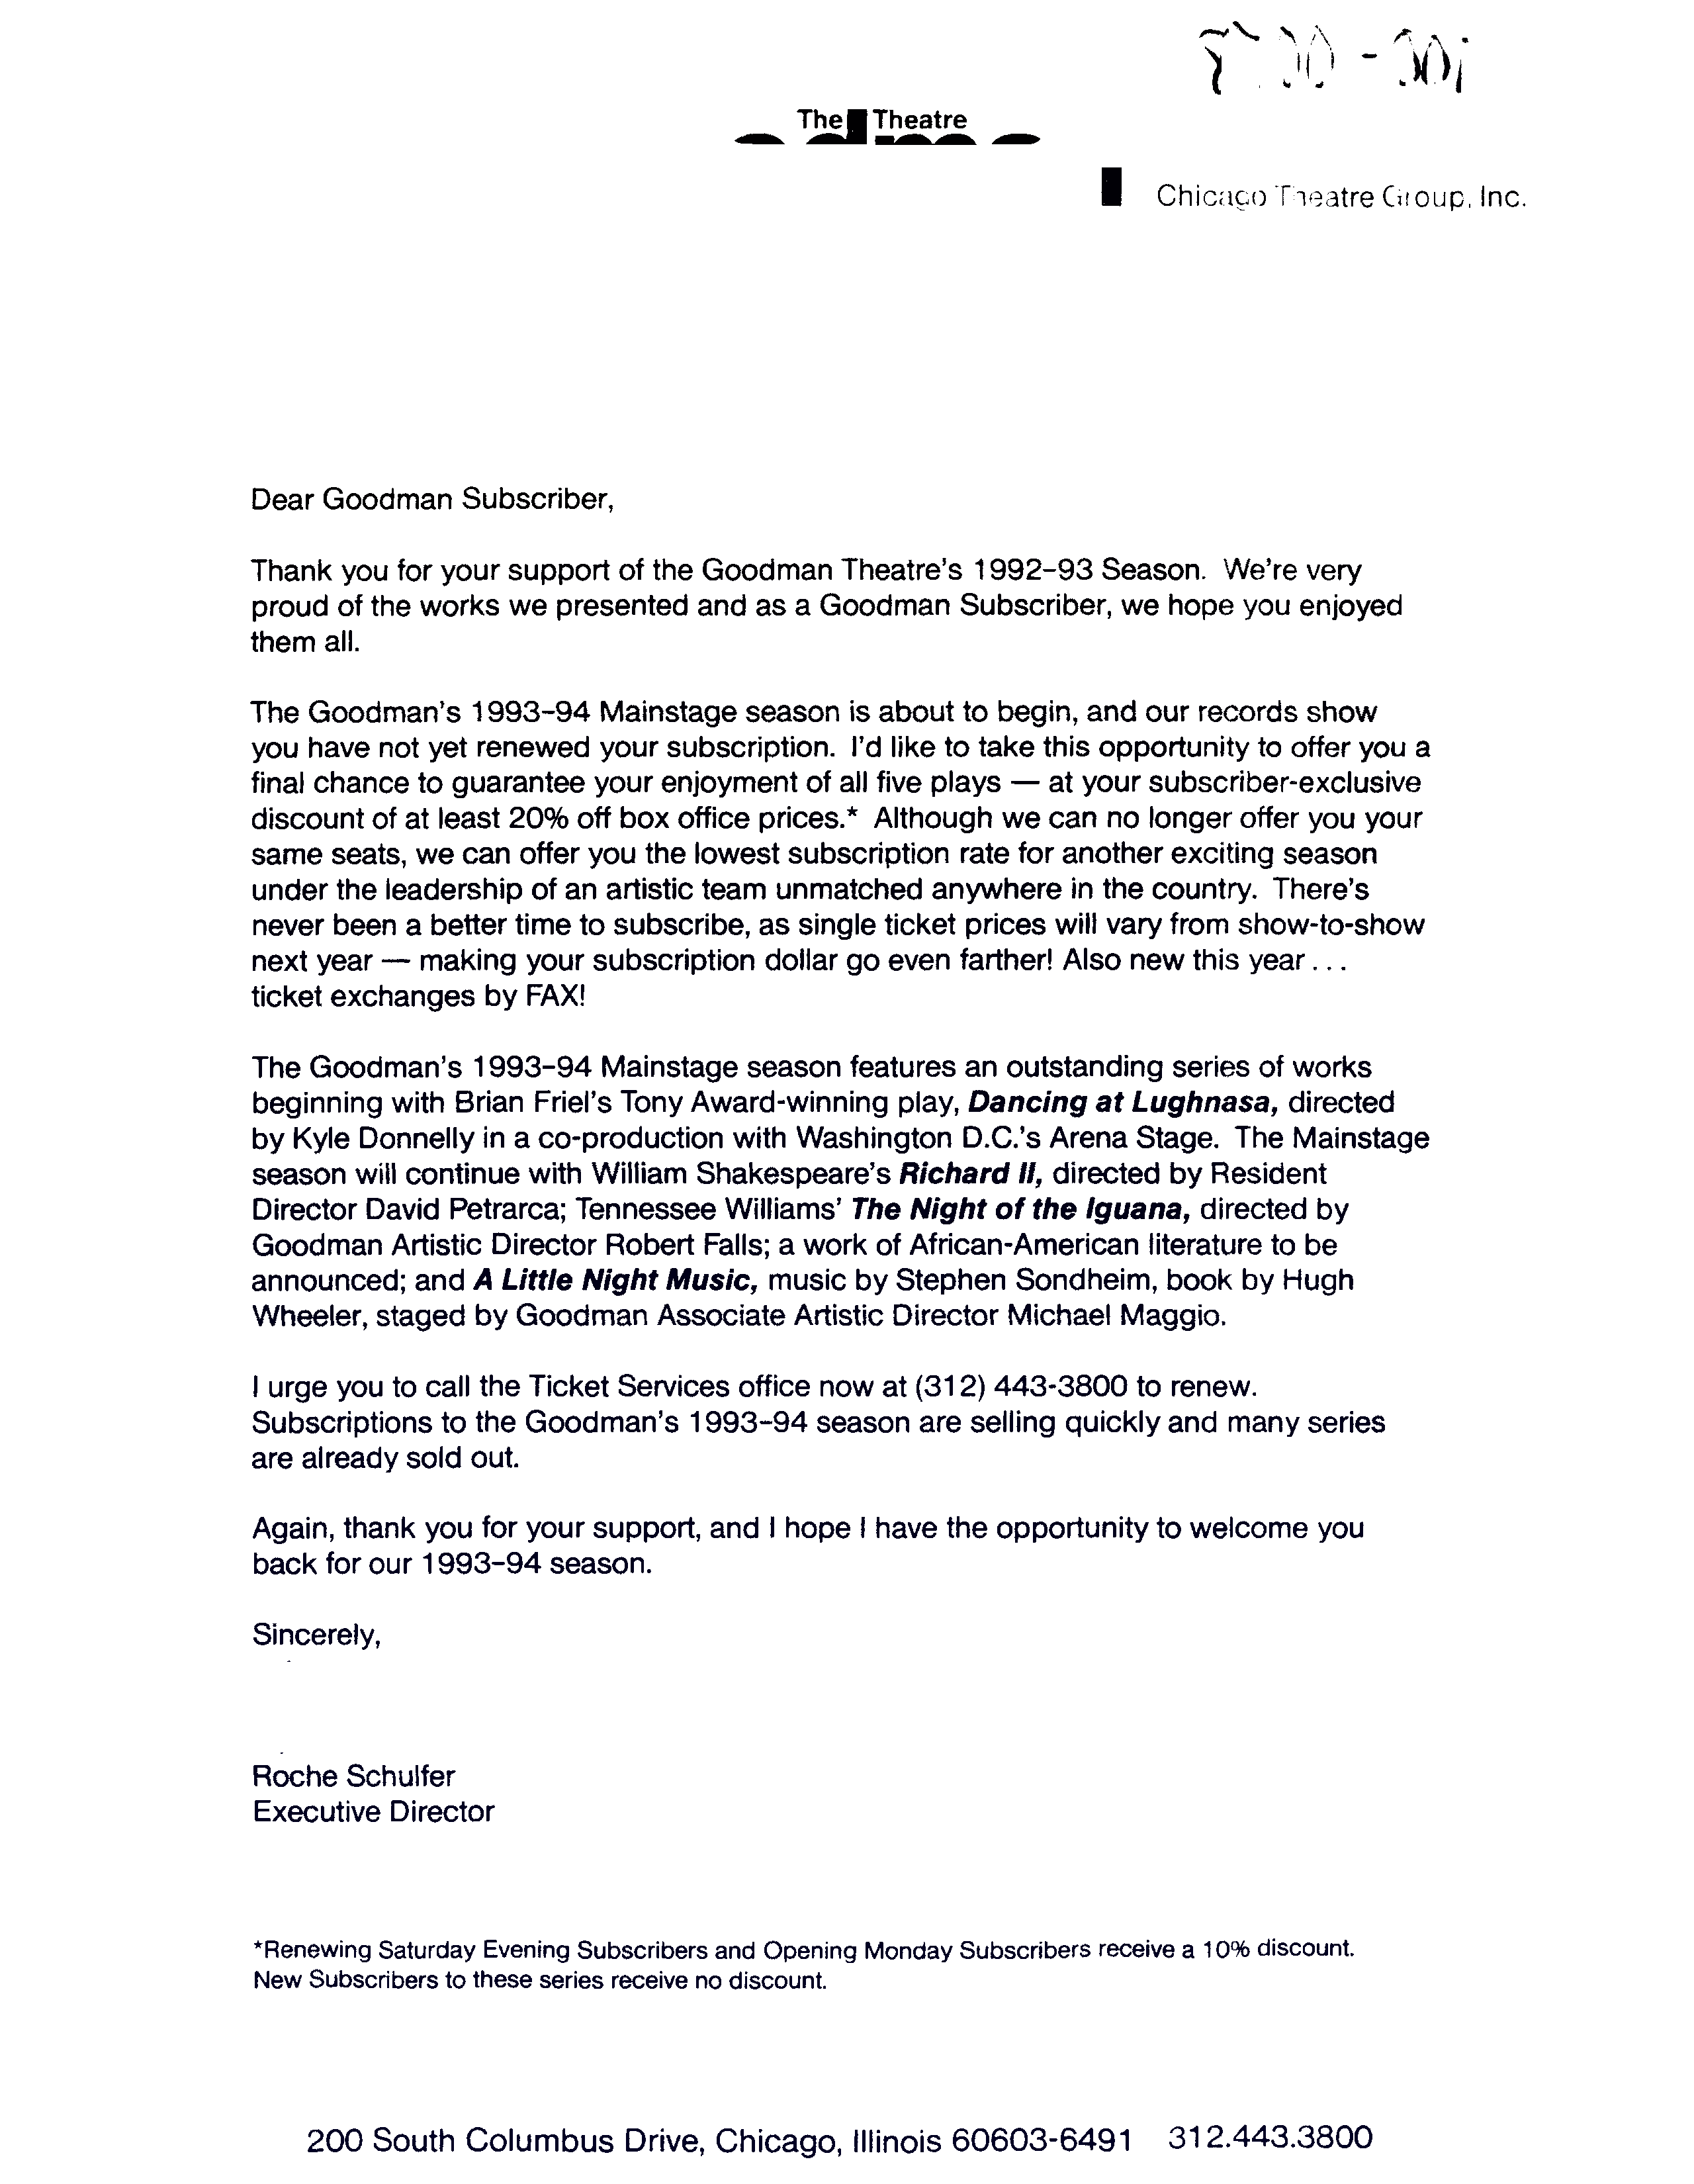 The Theatre
Chicago Theatre Group, Inc.
Dear Goodman Subscriber,
Thank you for your support of the Goodman Theatre's 1992–93 Season. We're very
proud of the works we presented and as a Goodman Subscriber, we hope you enjoyed
them all.
The Goodman's 1993–94 Mainstage season is about to begin, and our records show
you have not yet renewed your subscription. I'd like to take this opportunity to offer you a
final chance to guarantee your enjoyment of all five plays — at your subscriber-exclusive
discount of at least 20% off box office prices.* Although we can no longer offer you your
same seats, we can offer you the lowest subscription rate for another exciting season
under the leadership of an artistic team unmatched anywhere in the country. There's
never been a better time to subscribe, as single ticket prices will vary from show-to-show
next year — making your subscription dollar go even farther! Also new this year . . .
ticket exchanges by FAX!
The Goodman's 1993–94 Mainstage season features an outstanding series of works
beginning with Brian Friel's Tony Award-winning play, Dancing at Lughnasa, directed
by Kyle Donnelly in a co-production with Washington D.C.'s Arena Stage. The Mainstage
season will continue with William Shakespeare's Richard II, directed by Resident
Director David Petrarca; Tennessee Williams' The Night of the Iguana, directed by
Goodman Artistic Director Robert Falls; a work of African-American literature to be
announced; and A Little Night Music, music by Stephen Sondheim, book by Hugh
Wheeler, staged by Goodman Associate Artistic Director Michael Maggio.
I urge you to call the Ticket Services office now at (312) 443-3800 to renew.
Subscriptions to the Goodman's 1993–94 season are selling quickly and many series
are already sold out.
Again, thank you for your support, and I hope I have the opportunity to welcome you
back for our 1993–94 season.
Sincerely,
Roche Schulfer
Executive Director
*Renewing Saturday Evening Subscribers and Opening Monday Subscribers receive a 10% discount.
New Subscribers to these series receive no discount.
200 South Columbus Drive, Chicago, Illinois 60603-6491 312.443.3800